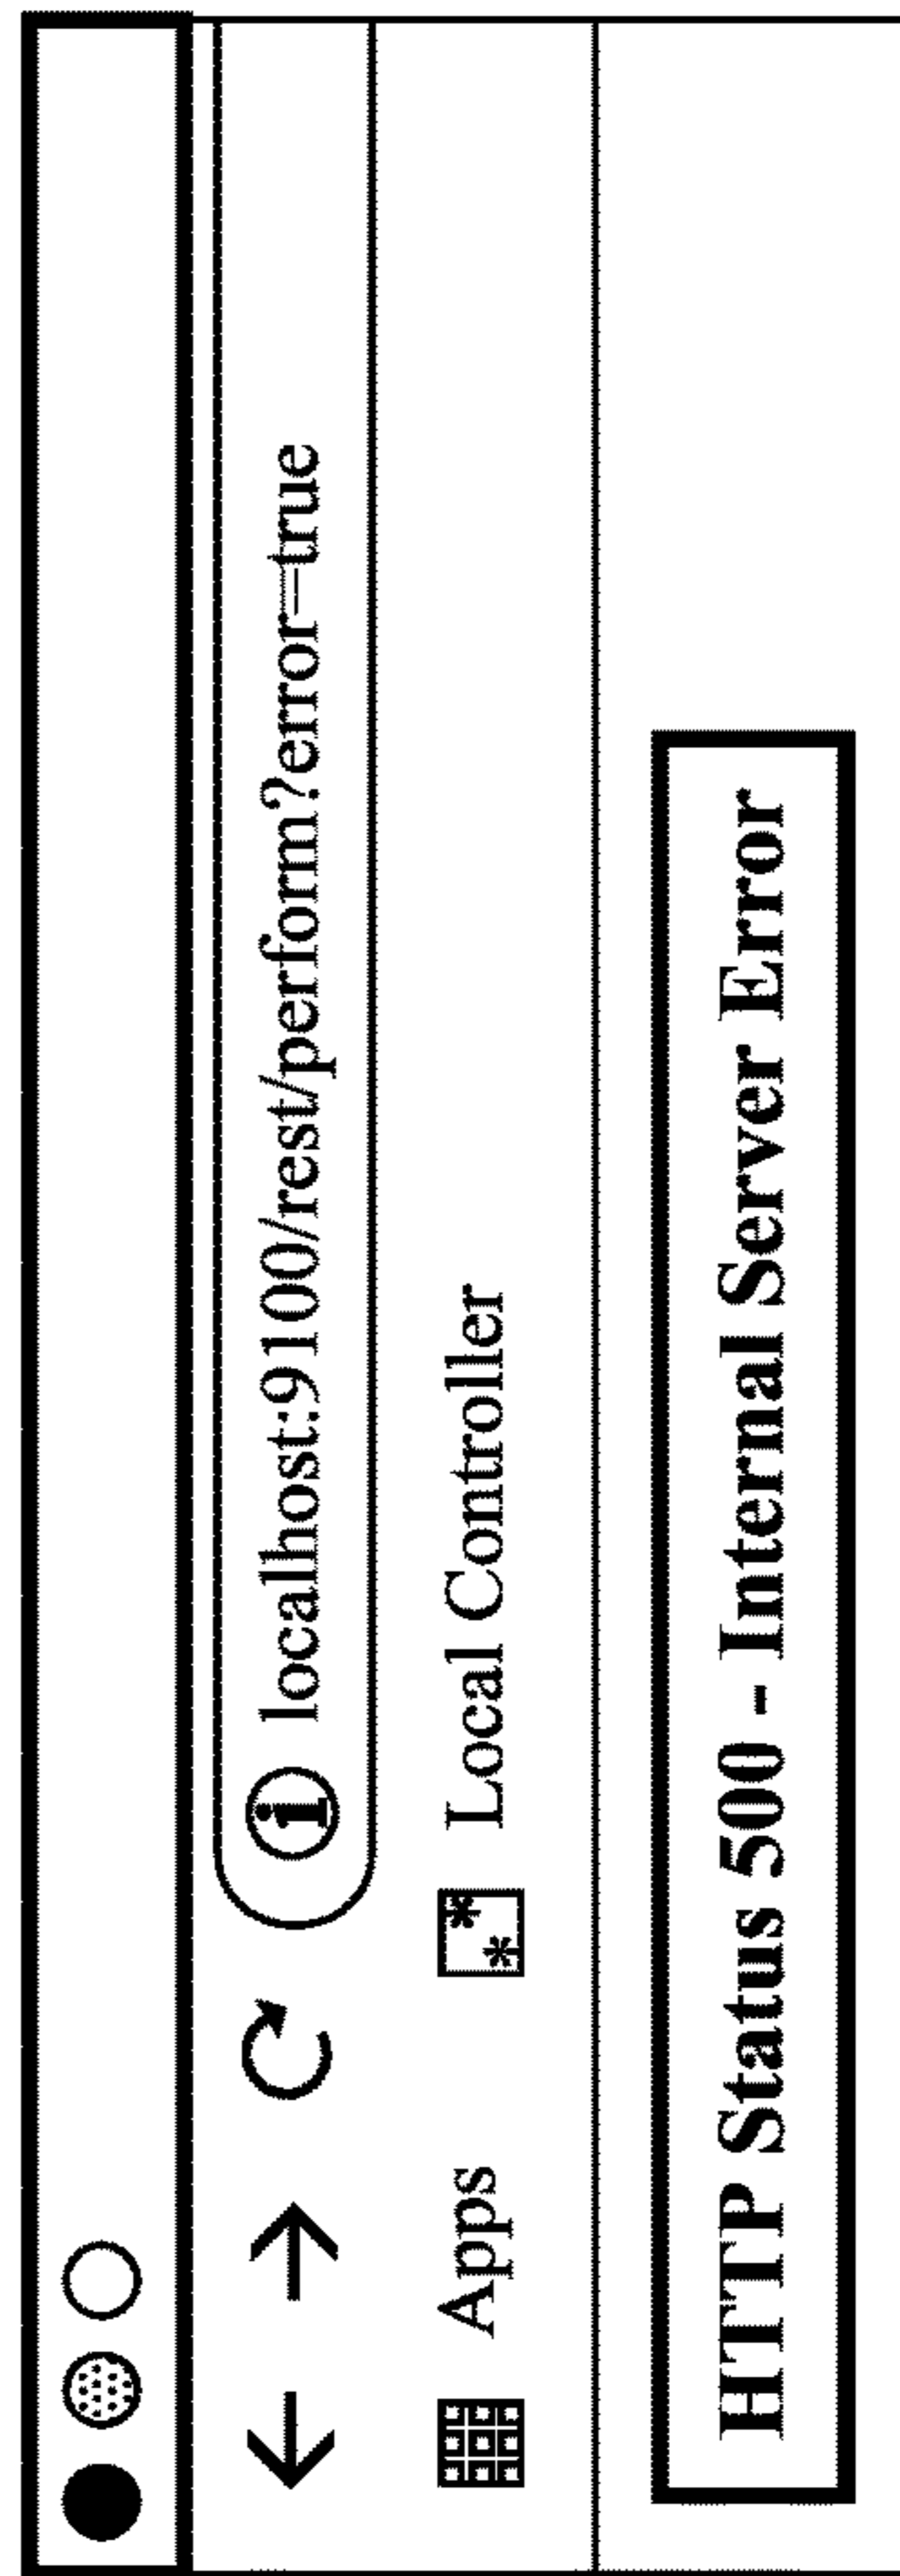 localhost:9100/rest/perform?error=true
Apps Local Controller
HTTP Status 500 - Internal Server Error